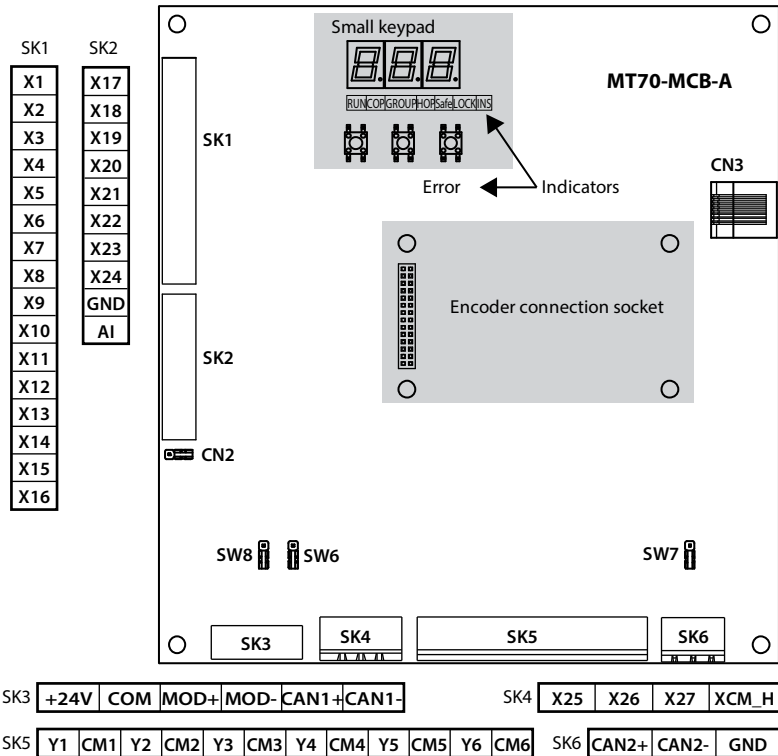 Small keypad
MT70-MCB-A
RUN COP GROUP HOP Safe LOCK INS
Error
Indicators
CN3
SK1
X1
X2
X3
X4
X5
X6
X7
X8
X9
X10
X11
X12
X13
X14
X15
X16
SK2
X17
X18
X19
X20
X21
X22
X23
X24
GND
AI
SK1
SK2
CN2
Encoder connection socket
SW8
SW6
SW7
SK3
SK4
SK5
SK6
SK3 +24V COM MOD+ MOD- CAN1+ CAN1-
SK4 X25 X26 X27 XCM_H
SK5 Y1 CM1 Y2 CM2 Y3 CM3 Y4 CM4 Y5 CM5 Y6 CM6
SK6 CAN2+ CAN2- GND